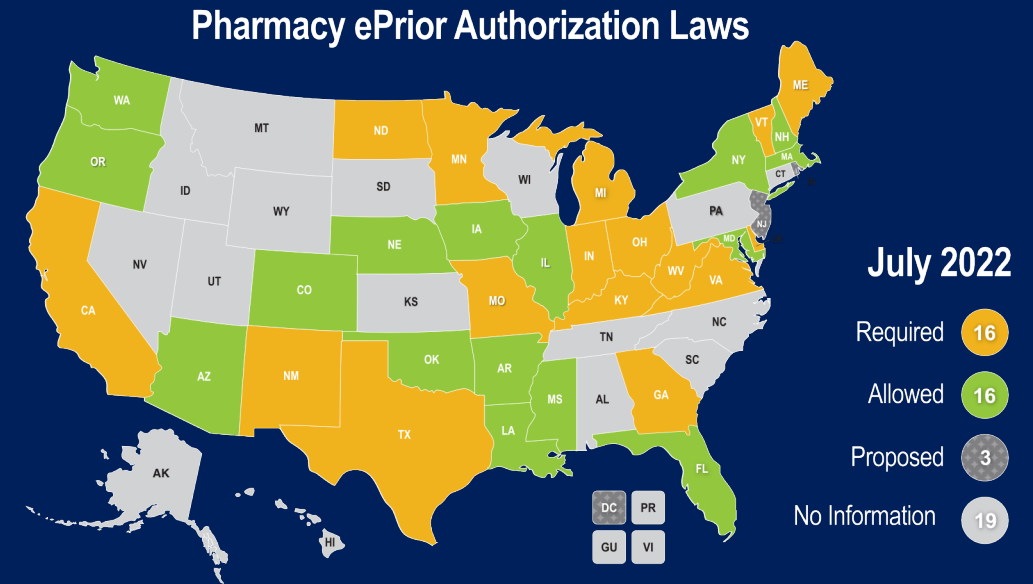 Pharmacy ePrior Authorization Laws
WA
MT
ND
MN
ME
VT
NH
OR
ID
SD
WI
MI
NY
MA
CT
WY
PA
NJ
NV
UT
NE
IA
IL
IN
OH
MD
WV
VA
July 2022
CA
CO
KS
MO
KY
Required 16
AZ
NM
OK
AR
TN
NC
SC
Allowed 16
TX
LA
MS
AL
GA
Proposed 3
AK
FL
DC PR
No Information 19
HI
GU VI